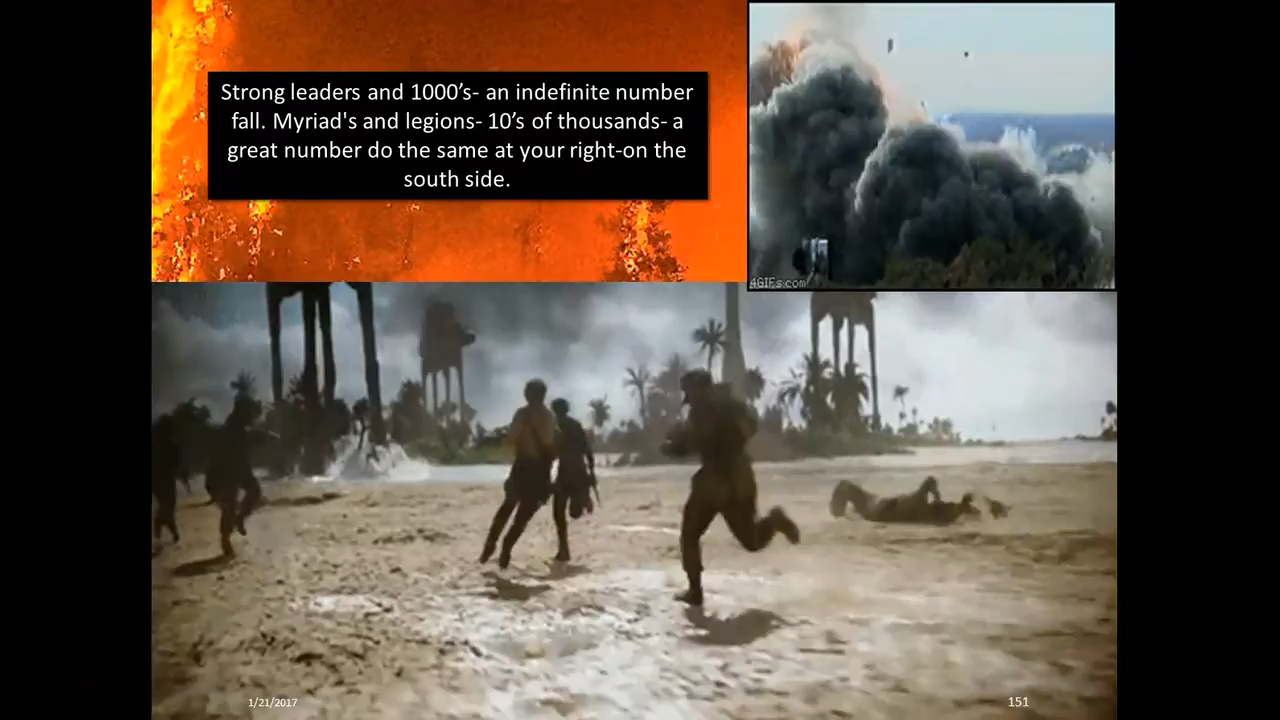 Strong leaders and 1000’s- an indefinite number
fall. Myriad's and legions- 10’s of thousands- a
great number do the same at your right-on the
south side.
4GIFs.com
1/21/2017
151